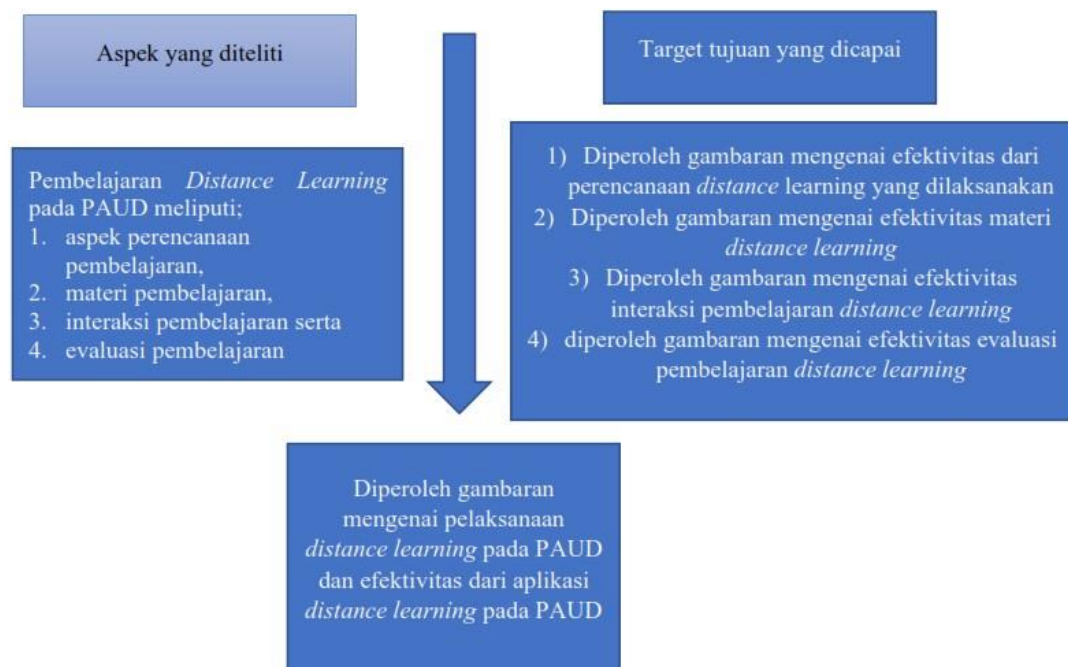 Aspek yang diteliti
Target tujuan yang dicapai
Pembelajaran Distance Learning
pada PAUD meliputi;
1. aspek perencanaan
pembelajaran,
2. materi pembelajaran,
3. interaksi pembelajaran serta
4. evaluasi pembelajaran
1) Diperoleh gambaran mengenai efektivitas dari
perencanaan distance learning yang dilaksanakan
2) Diperoleh gambaran mengenai efektivitas materi
distance learning
3) Diperoleh gambaran mengenai efektivitas
interaksi pembelajaran distance learning
4) diperoleh gambaran mengenai efektivitas evaluasi
pembelajaran distance learning
Diperoleh gambaran
mengenai pelaksanaan
distance learning pada PAUD
dan efektivitas dari aplikasi
distance learning pada PAUD